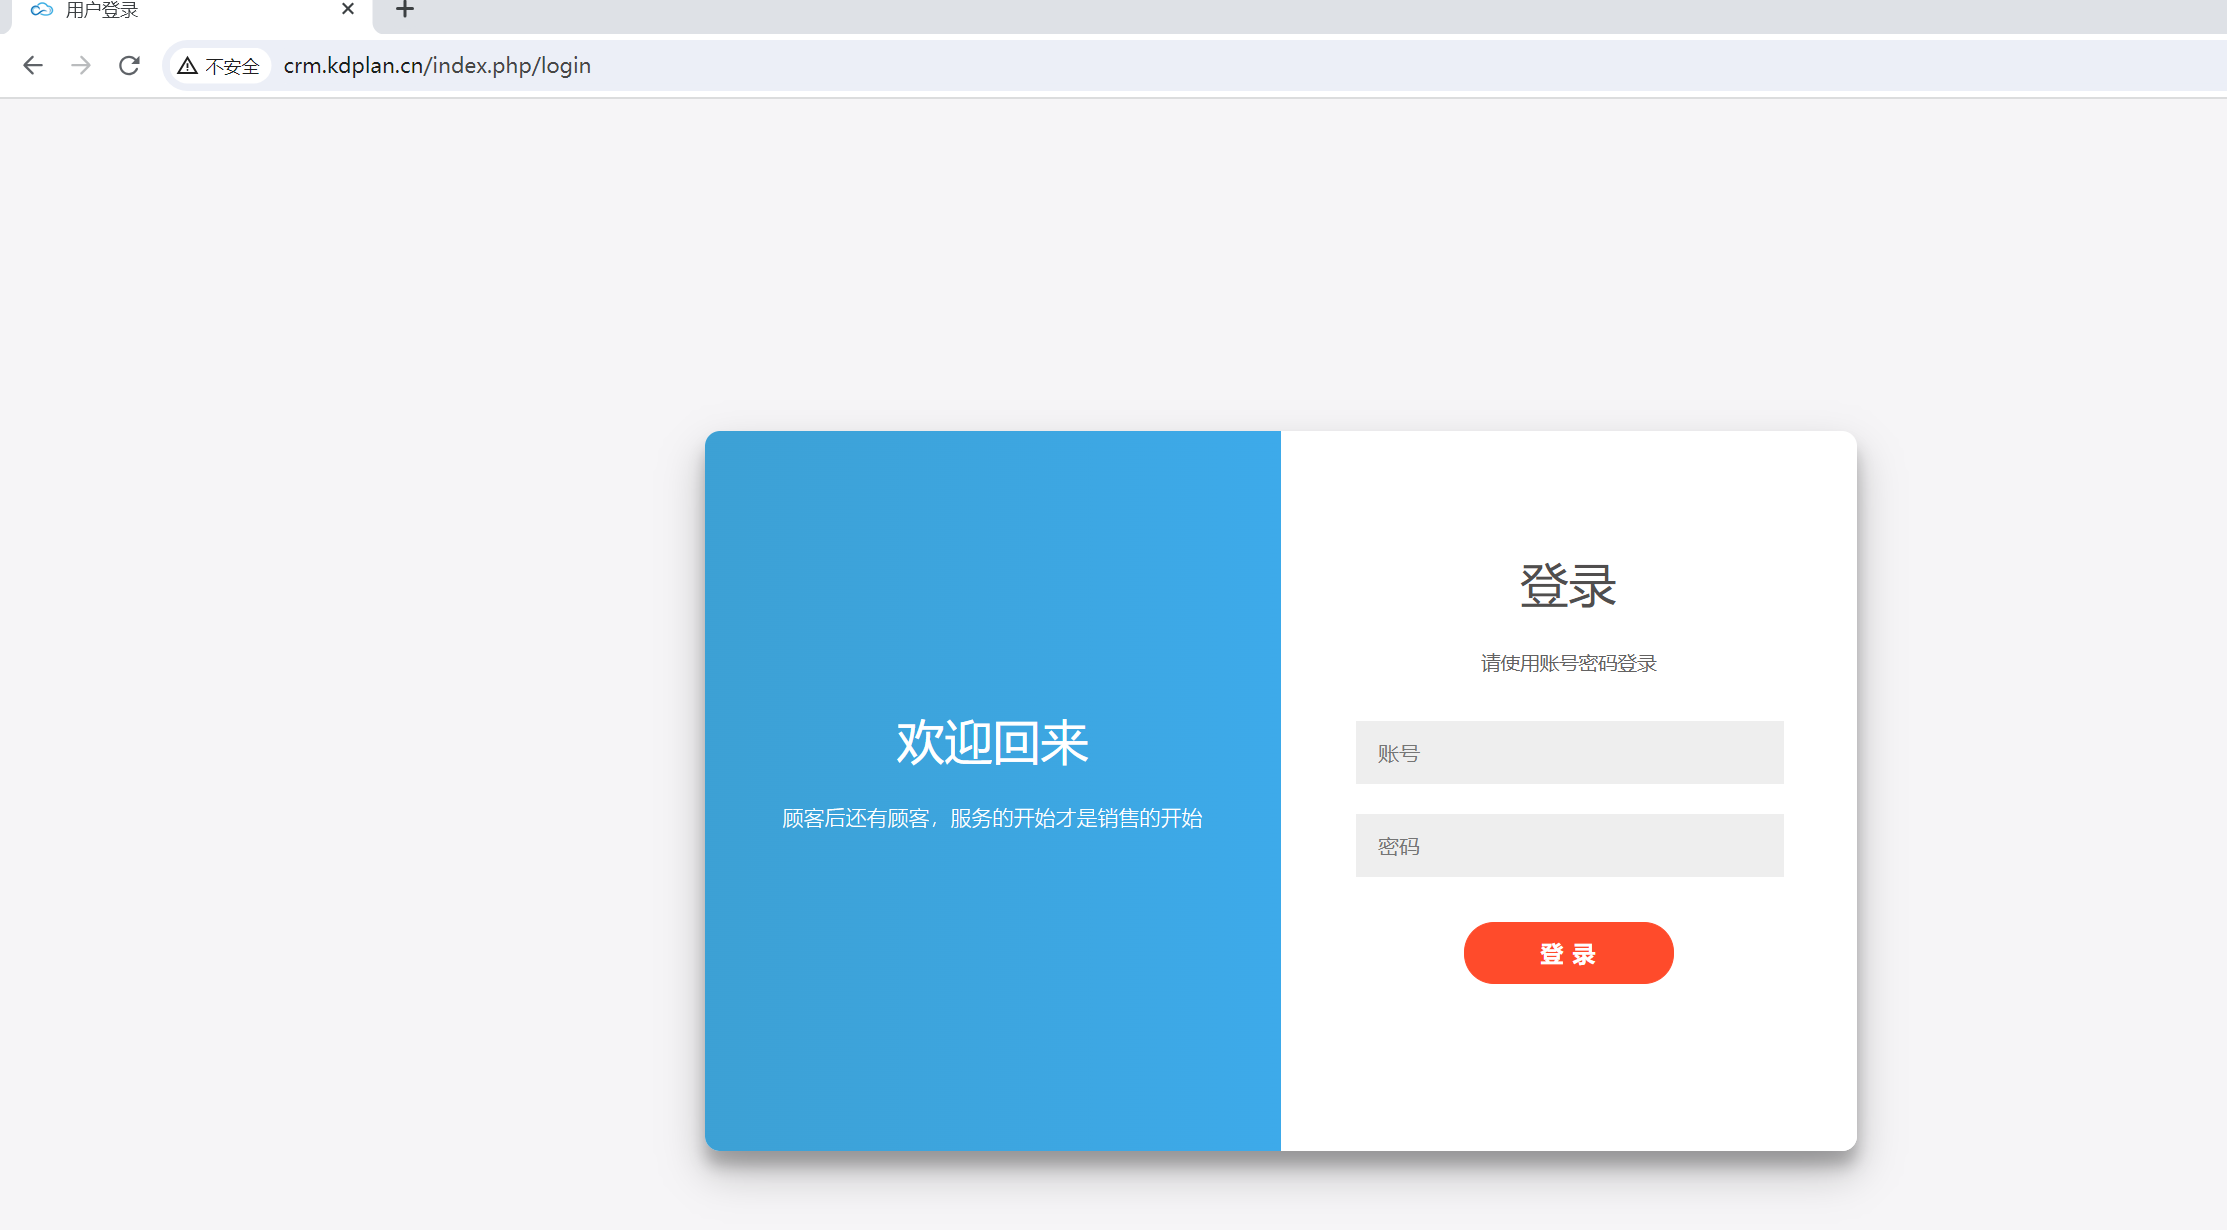 用户登录
不安全
crm.kdplan.cn/index.php/login
欢迎回来
顾客后还有顾客，服务的开始才是销售的开始
登录
请使用账号密码登录
账号
密码
登 录